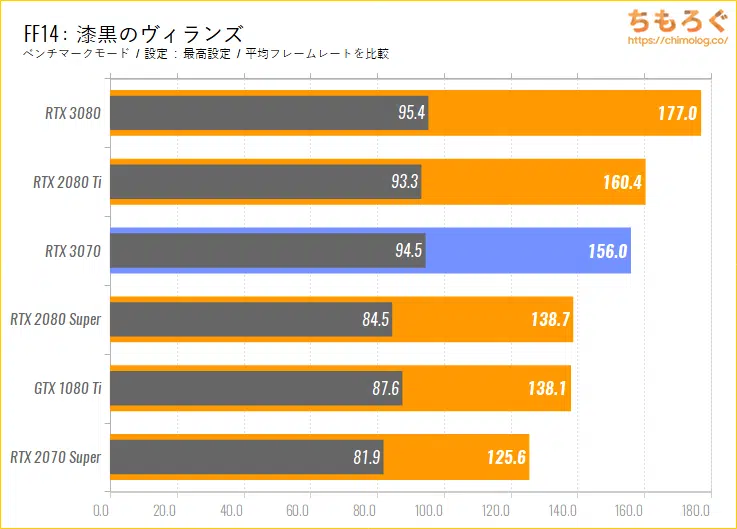 FF14 : 漆黒のヴィランズ
ベンチマークモード / 設定 : 最高設定 / 平均フレームレートを比較
ちもろぐ
https://chimolog.co/
RTX 3080 95.4 177.0
RTX 2080 Ti 93.3 160.4
RTX 3070 94.5 156.0
RTX 2080 Super 84.5 138.7
GTX 1080 Ti 87.6 138.1
RTX 2070 Super 81.9 125.6
0.0 20.0 40.0 60.0 80.0 100.0 120.0 140.0 160.0 180.0